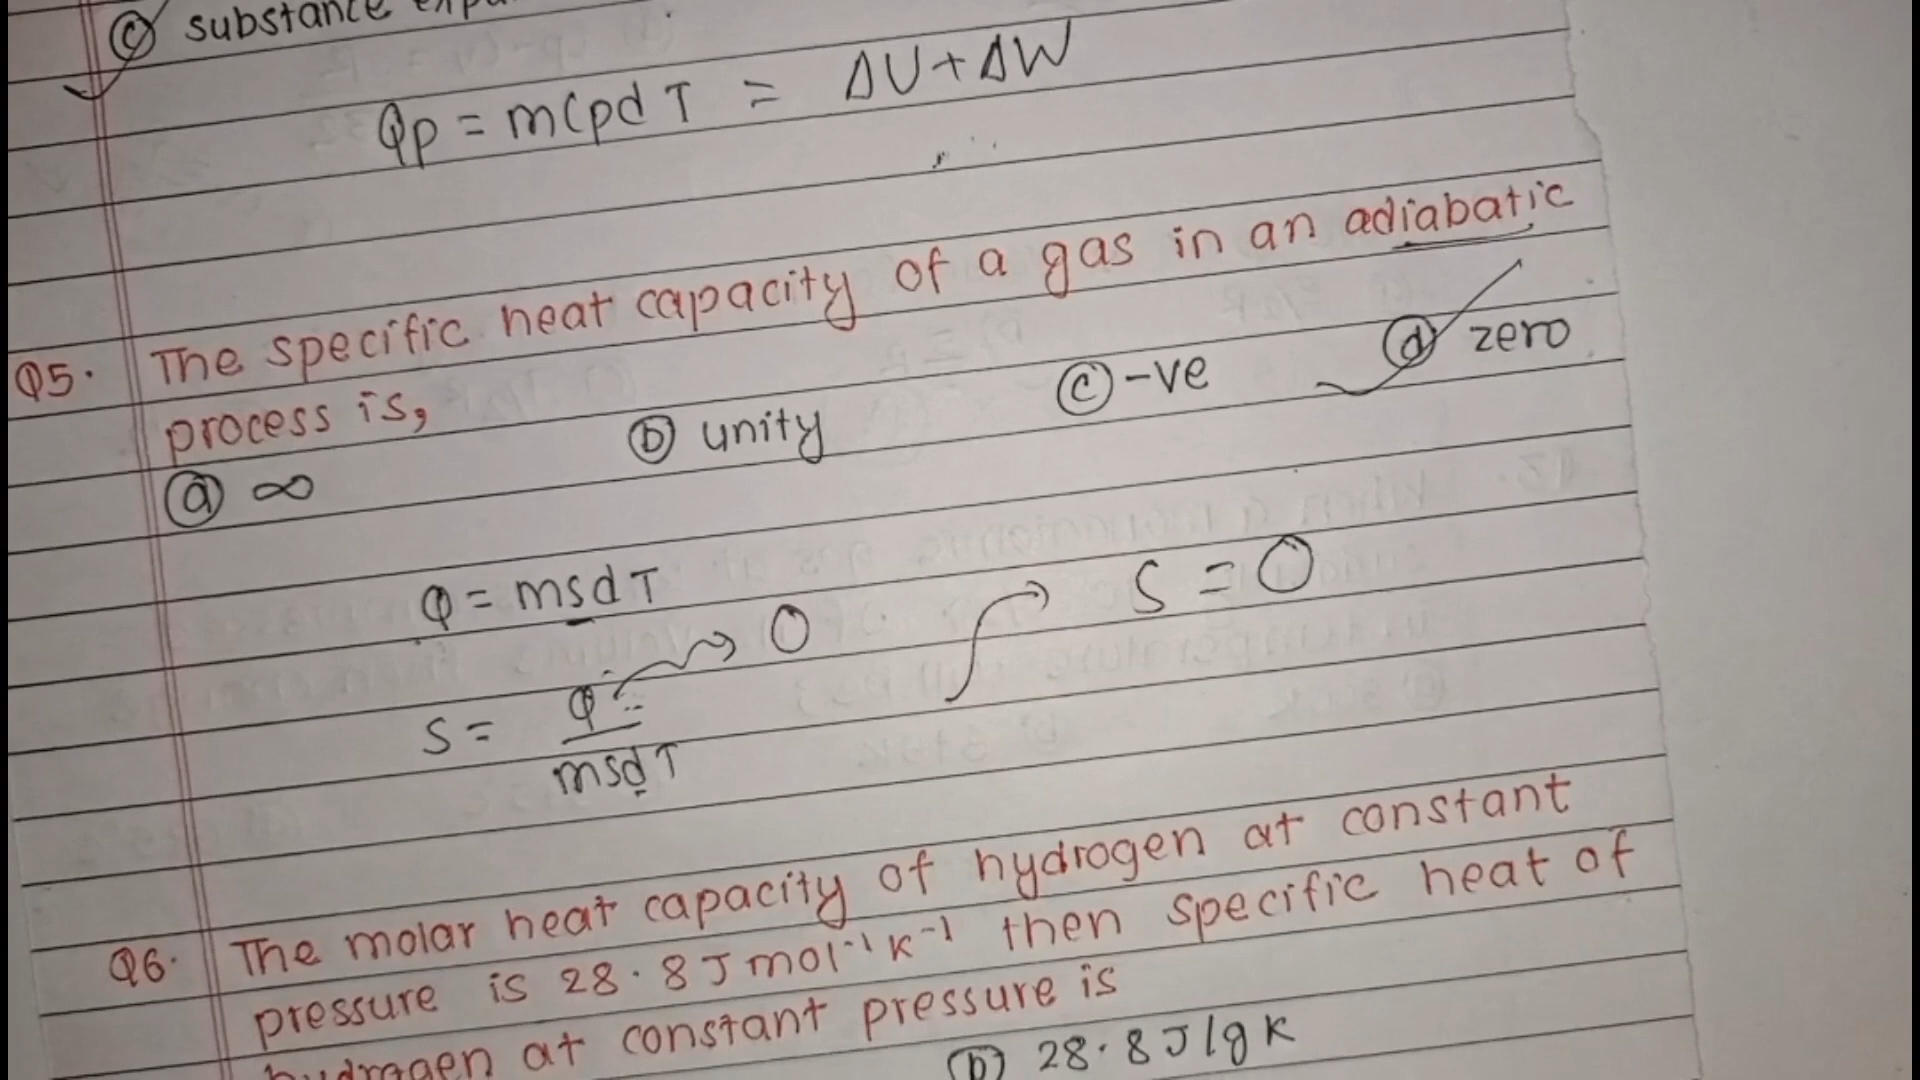 (c) substance
Qp = mCpdT = ΔU+ΔW
Q5. The specific heat capacity of a gas in an adiabatic
process is,
(a) ∞ (b) unity (c) -ve (d) zero
Q = msdT
S = Q/msdT → 0 → S = 0
Q6. The molar heat capacity of hydrogen at constant
pressure is 28.8 J mol⁻¹ K⁻¹ then specific heat of
hydrogen at constant pressure is
(b) 28.8 J/g K